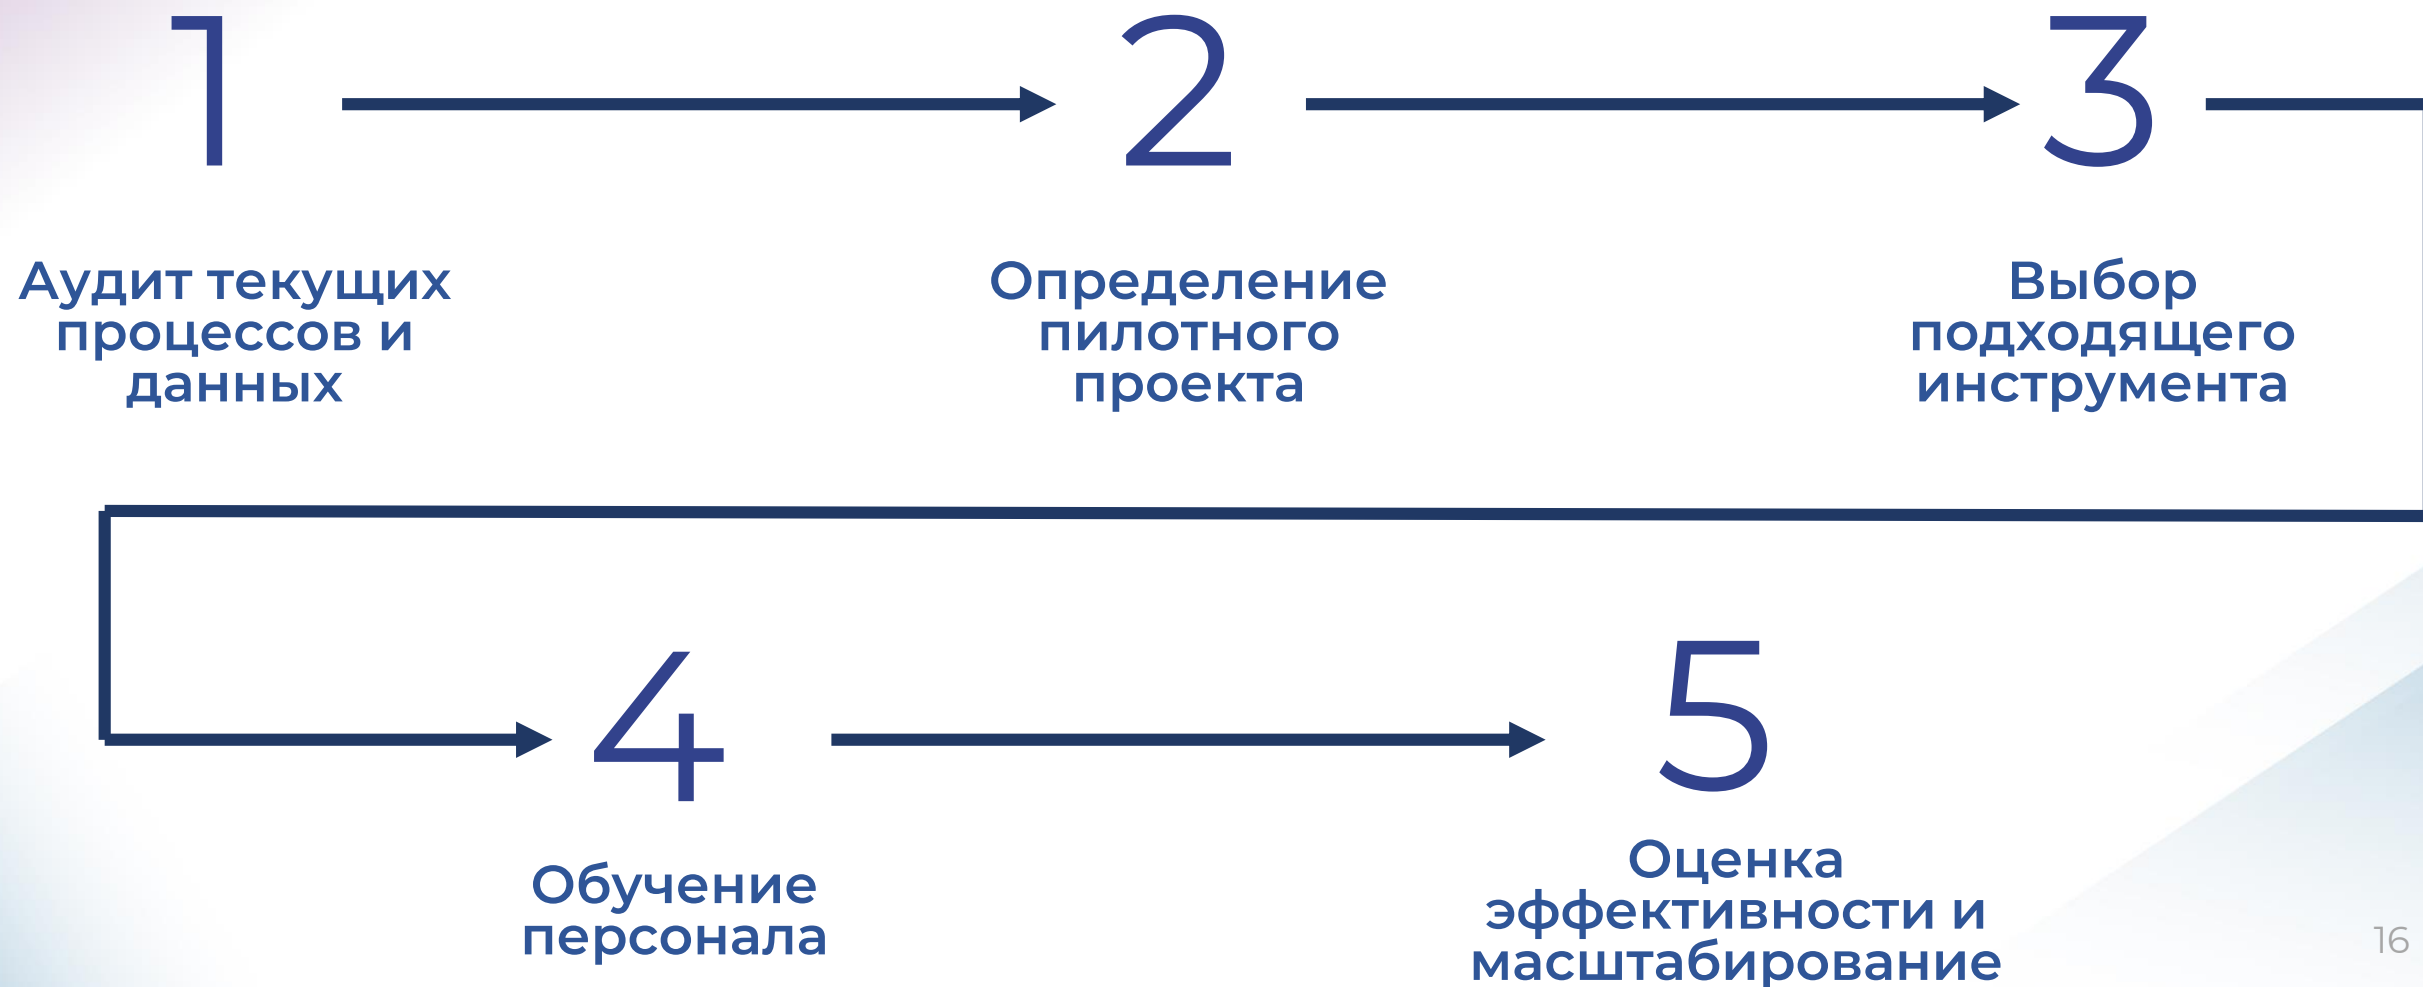 1
2
3
Аудит текущих
процессов и
данных
Определение
пилотного
проекта
Выбор
подходящего
инструмента
4
5
Обучение
персонала
Оценка
эффективности и
масштабирование
16